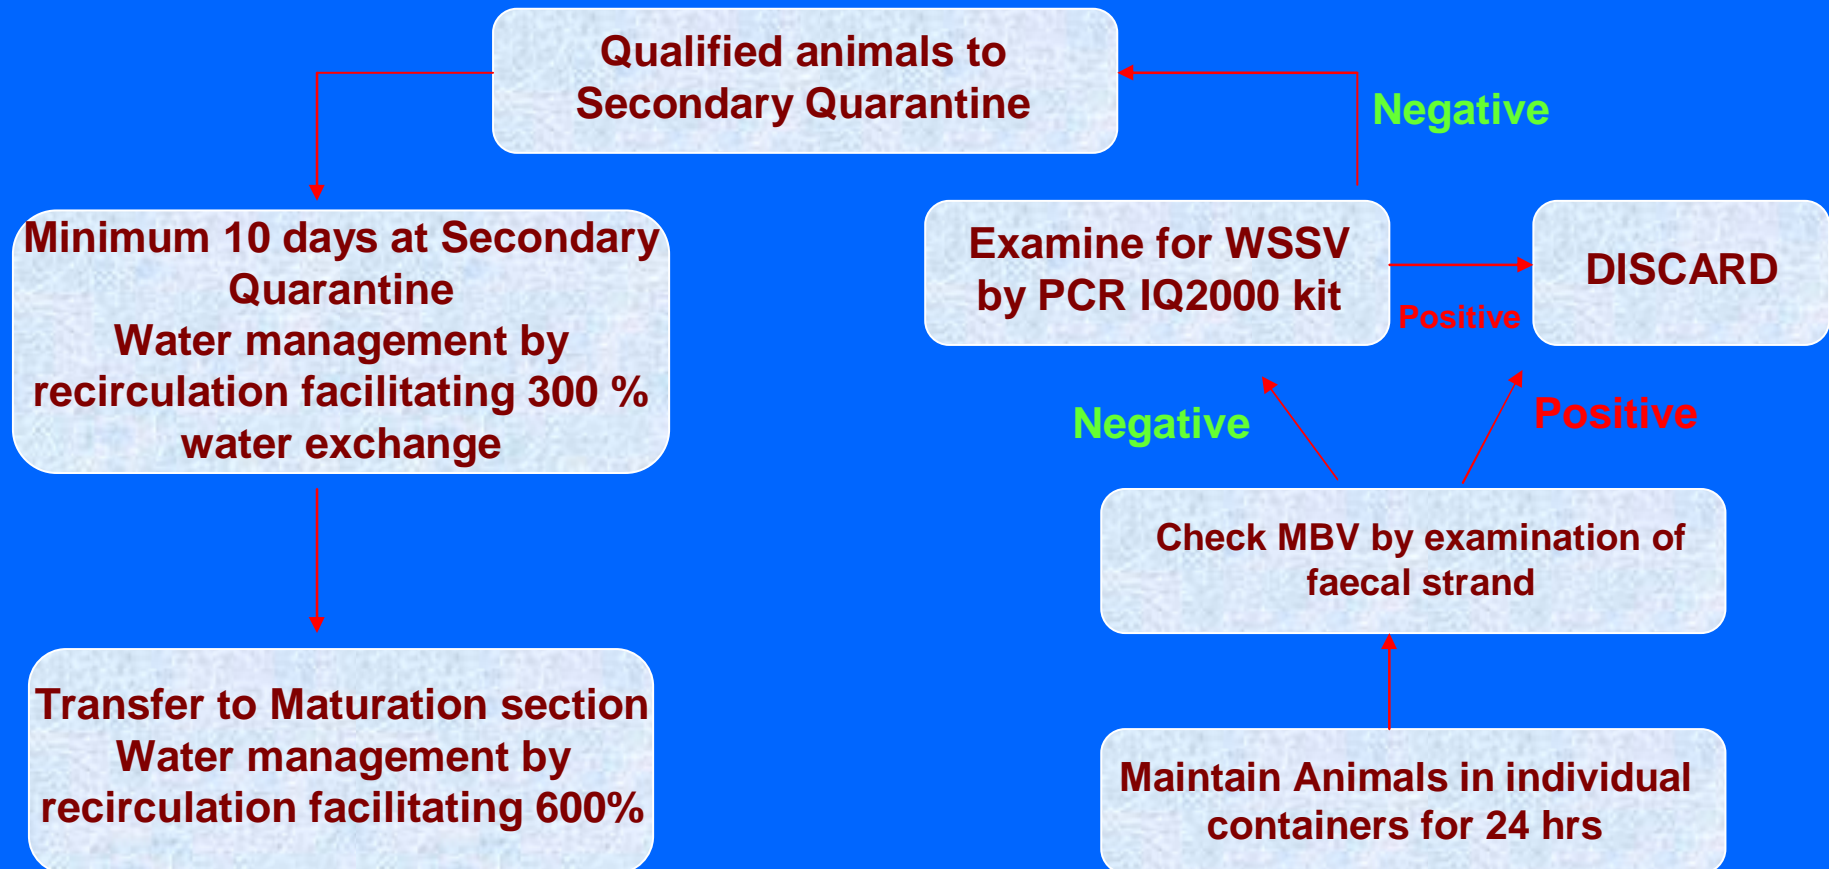 Qualified animals to
Secondary Quarantine
Negative
Minimum 10 days at Secondary
Quarantine
Water management by
recirculation facilitating 300 %
water exchange
Examine for WSSV
by PCR IQ2000 kit
Positive
DISCARD
Negative
Positive
Check MBV by examination of
faecal strand
Transfer to Maturation section
Water management by
recirculation facilitating 600%
Maintain Animals in individual
containers for 24 hrs